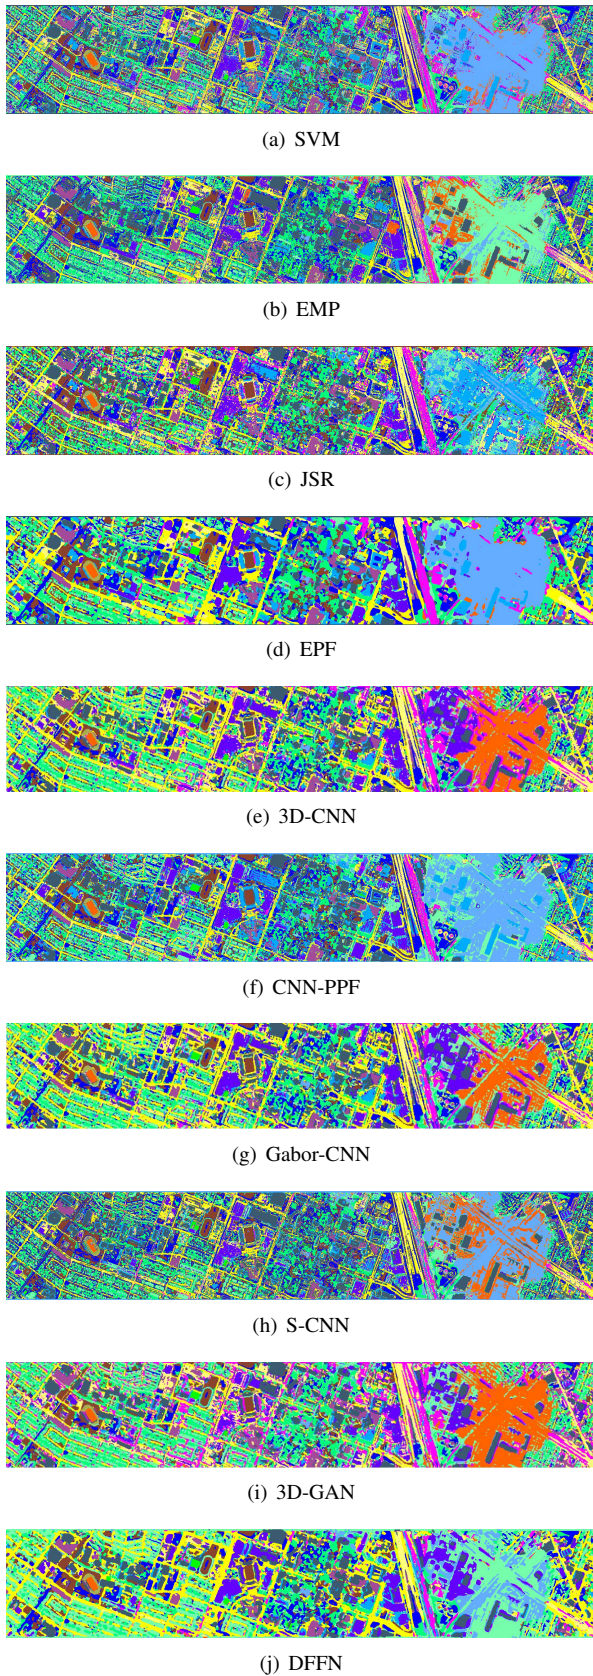 (a) SVM
(b) EMP
(c) JSR
(d) EPF
(e) 3D-CNN
(f) CNN-PPF
(g) Gabor-CNN
(h) S-CNN
(i) 3D-GAN
(j) DFFN